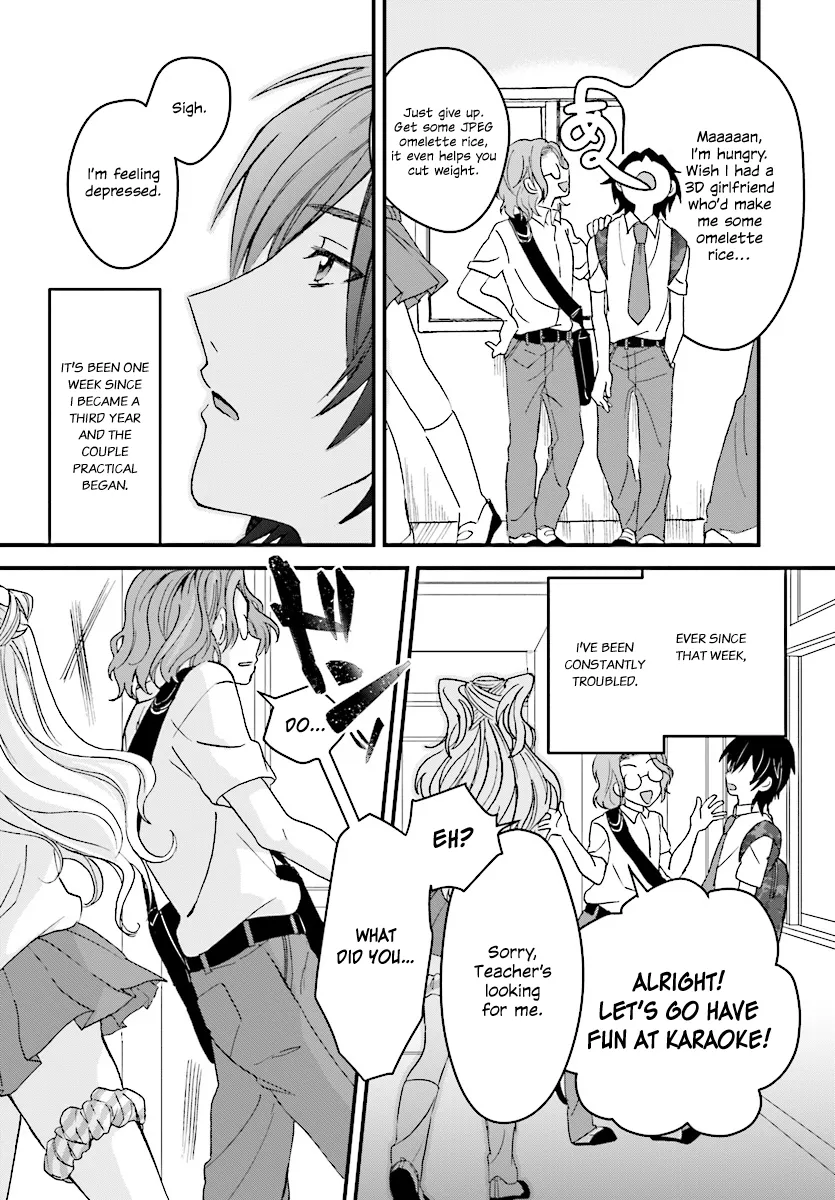 Maaaaan,
I'm hungry.
Wish I had a
3D girlfriend
who'd make
me some
omelette
rice...
あ
Just give up.
Get some JPEG
omelette rice,
it even helps you
cut weight.
Sigh.
I'm feeling
depressed.
IT'S BEEN ONE
WEEK SINCE
I BECAME A
THIRD YEAR
AND THE
COUPLE
PRACTICAL
BEGAN.
EVER SINCE
THAT WEEK,
I'VE BEEN
CONSTANTLY
TROUBLED.
ALRIGHT!
LET'S GO HAVE
FUN AT KARAOKE!
Sorry,
Teacher's
looking
for me.
EH?
DO...
WHAT
DID YOU...
ドン